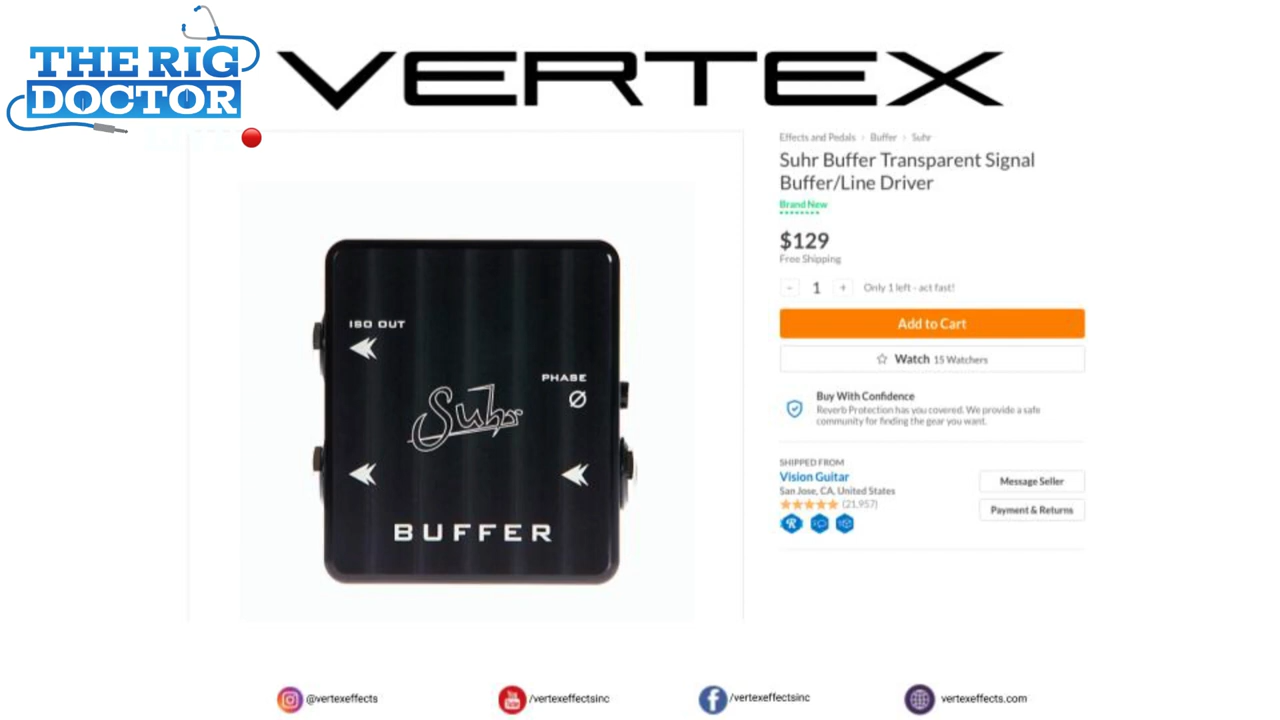 THE RIG
DOCTOR
VERTEX
Effects and Pedals > Buffer > Suhr
Suhr Buffer Transparent Signal
Buffer/Line Driver
Brand New
$129
Free Shipping
- 1 + Only 1 left - act fast!
Add to Cart
Watch 15 Watchers
Buy With Confidence
Reverb Protection has you covered. We provide a safe
community for finding the gear you want.
SHIPPED FROM
Vision Guitar
San Jose, CA, United States
(21,957)
Message Seller
Payment & Returns
ISO OUT
PHASE
Ø
Suhr
BUFFER
@vertexeffects
/vertexeffectsinc
/vertexeffectsinc
vertexeffects.com